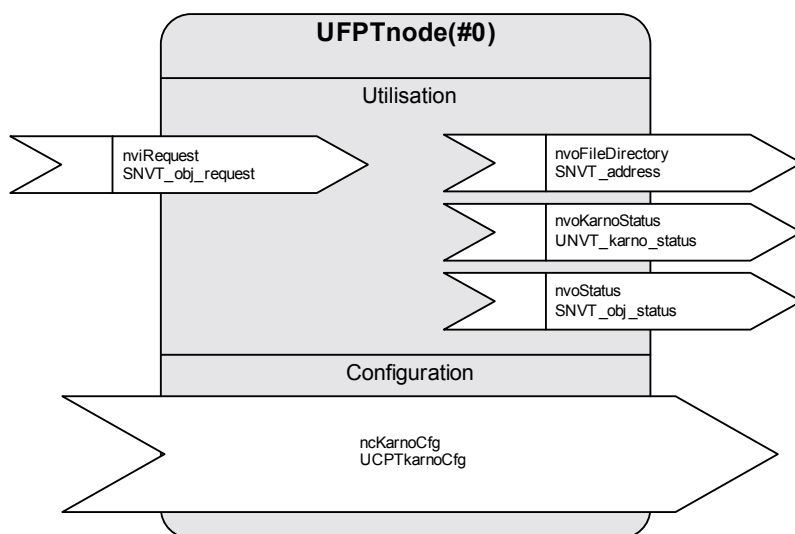 UFPTnode(#0)
Utilisation
nviRequest
SNVT_obj_request
nvoFileDirectory
SNVT_address
nvoKarnoStatus
UNVT_karno_status
nvoStatus
SNVT_obj_status
Configuration
ncKarnoCfg
UCPTkarnoCfg